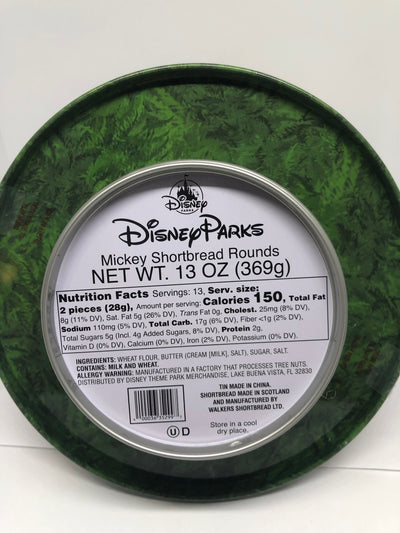 Disney
PARKS
Disney Parks
Mickey Shortbread Rounds
NET WT. 13 OZ (369g)
Nutrition Facts Servings: 13, Serv. size:
2 pieces (28g), Amount per serving: Calories 150, Total Fat
8g (11% DV), Sat. Fat 5g (26% DV), Trans Fat 0g, Cholest. 25mg (8% DV),
Sodium 110mg (5% DV), Total Carb. 17g (6% DV), Fiber <1g (2% DV),
Total Sugars 5g (Incl. 4g Added Sugars, 8% DV), Protein 2g,
Vitamin D (0% DV), Calcium (0% DV), Iron (2% DV), Potassium (0% DV)
INGREDIENTS: WHEAT FLOUR, BUTTER (CREAM [MILK], SALT), SUGAR, SALT.
CONTAINS: MILK AND WHEAT.
ALLERGY WARNING: MANUFACTURED IN A FACTORY THAT PROCESSES TREE NUTS.
DISTRIBUTED BY DISNEY THEME PARK MERCHANDISE, LAKE BUENA VISTA, FL 32830
TIN MADE IN CHINA.
SHORTBREAD MADE IN SCOTLAND
AND MANUFACTURED BY
WALKERS SHORTBREAD LTD.
U D
Store in a cool
dry place.